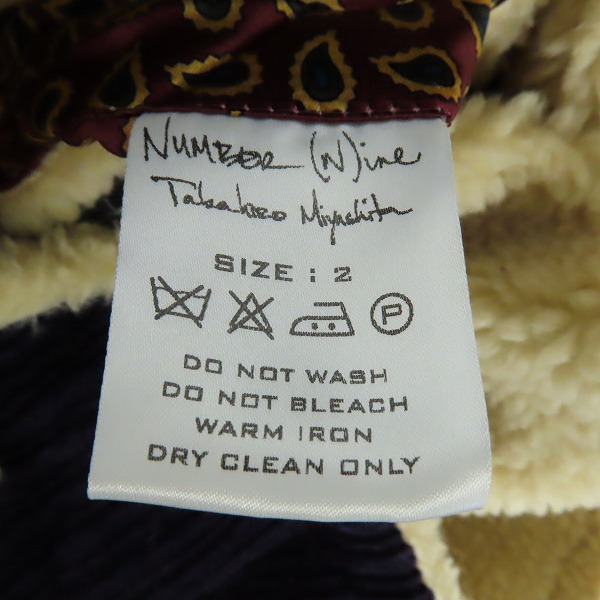 NUMBER (N)ine
Takahiro Miyashita
SIZE : 2
P
DO NOT WASH
DO NOT BLEACH
WARM IRON
DRY CLEAN ONLY